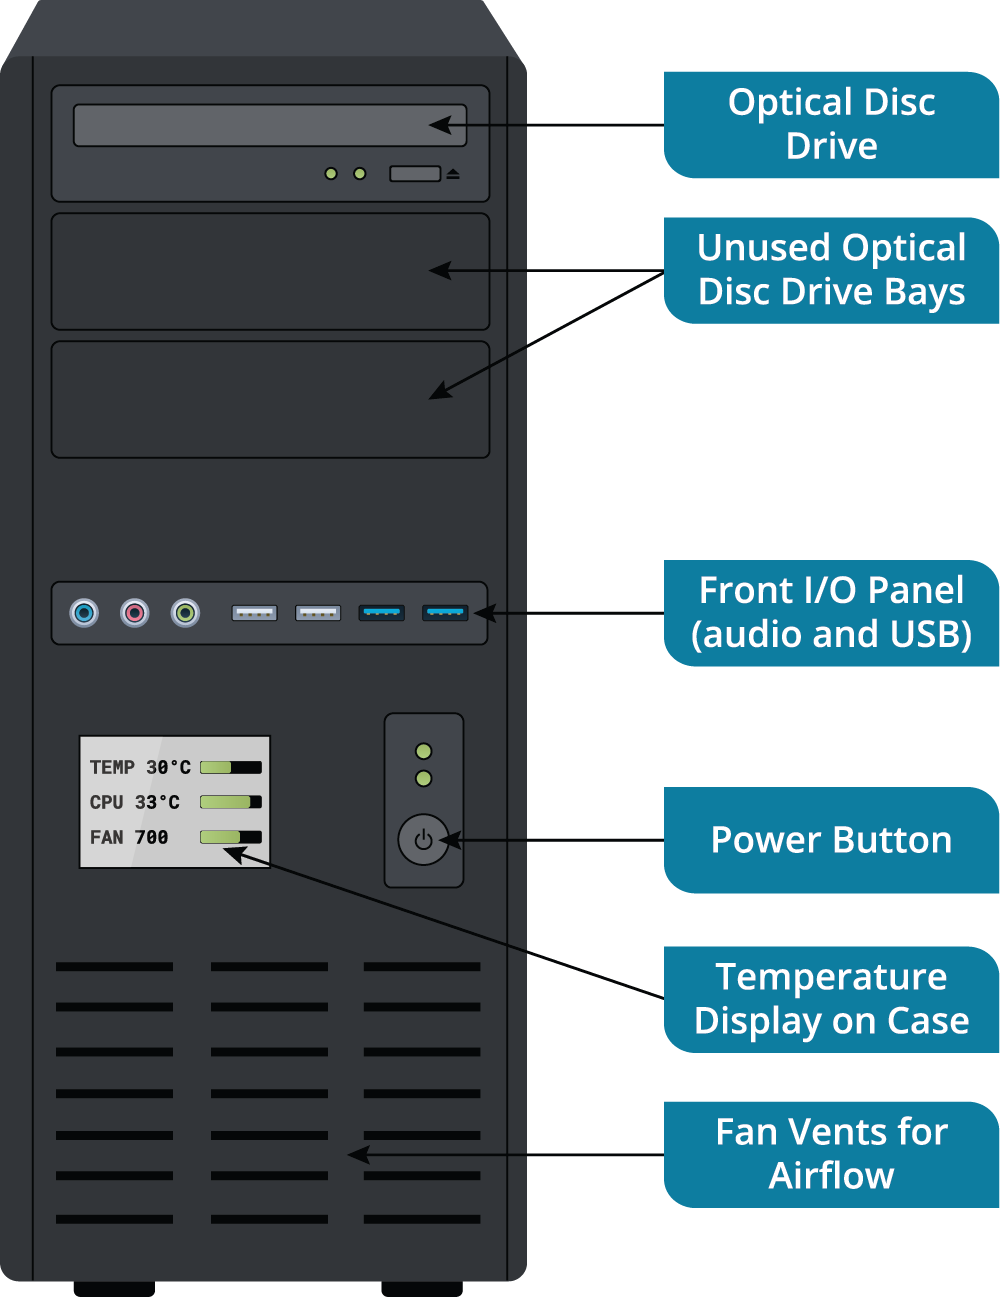 Optical Disc
Drive
Unused Optical
Disc Drive Bays
Front I/O Panel
(audio and USB)
TEMP 30°C
CPU 33°C
FAN 700
Power Button
Temperature
Display on Case
Fan Vents for
Airflow